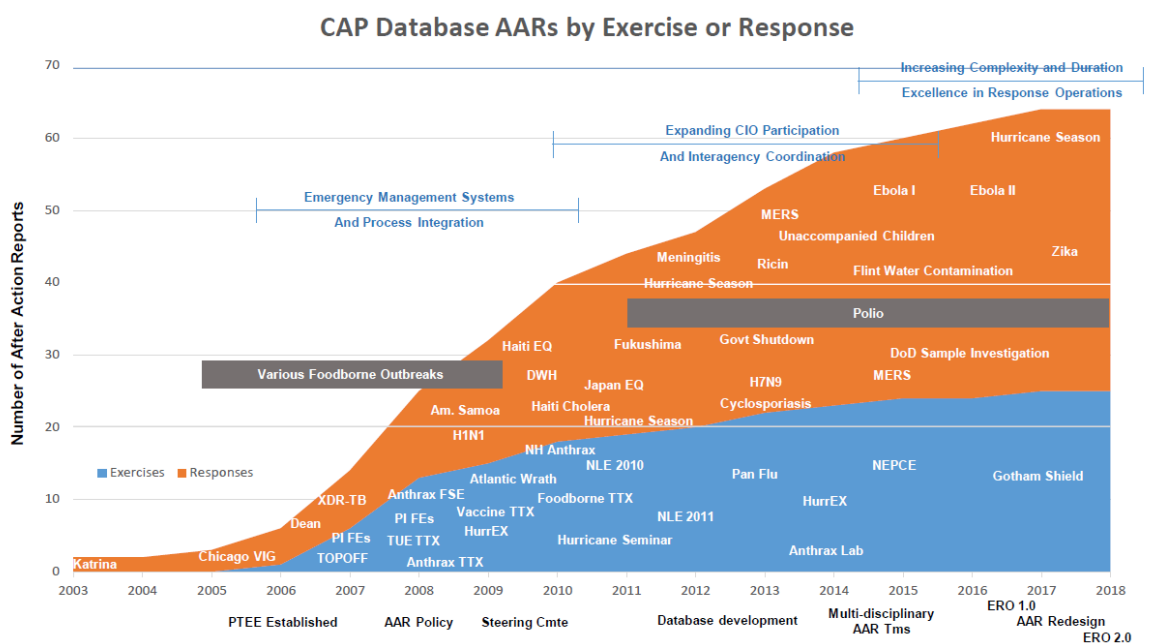 CAP Database AARs by Exercise or Response
Number of After Action Reports
70
60
50
40
30
20
10
0
Increasing Complexity and Duration
Excellence in Response Operations
Expanding CIO Participation
And Interagency Coordination
Emergency Management Systems
And Process Integration
Hurricane Season
Ebola I
Ebola II
MERS
Unaccompanied Children
Meningitis
Ricin
Zika
Flint Water Contamination
Hurricane Season
Polio
Haiti EQ
Fukushima
Govt Shutdown
DoD Sample Investigation
Various Foodborne Outbreaks
DWH
Japan EQ
H7N9
MERS
Am. Samoa
Haiti Cholera
Cyclosporiasis
Hurricane Season
H1N1
NH Anthrax
Exercises
Responses
NLE 2010
NEPCE
Atlantic Wrath
Pan Flu
Gotham Shield
XDR-TB
Anthrax FSE
Foodborne TTX
HurrEX
Dean
PI FEs
Vaccine TTX
NLE 2011
PI FEs
TUE TTX
HurrEX
Hurricane Seminar
Katrina
Chicago VIG
TOPOFF
Anthrax TTX
Anthrax Lab
2003 2004 2005 2006 2007 2008 2009 2010 2011 2012 2013 2014 2015 2016 2017 2018
PTEE Established
AAR Policy
Steering Cmte
Database development
Multi-disciplinary
AAR Tms
ERO 1.0
AAR Redesign
ERO 2.0